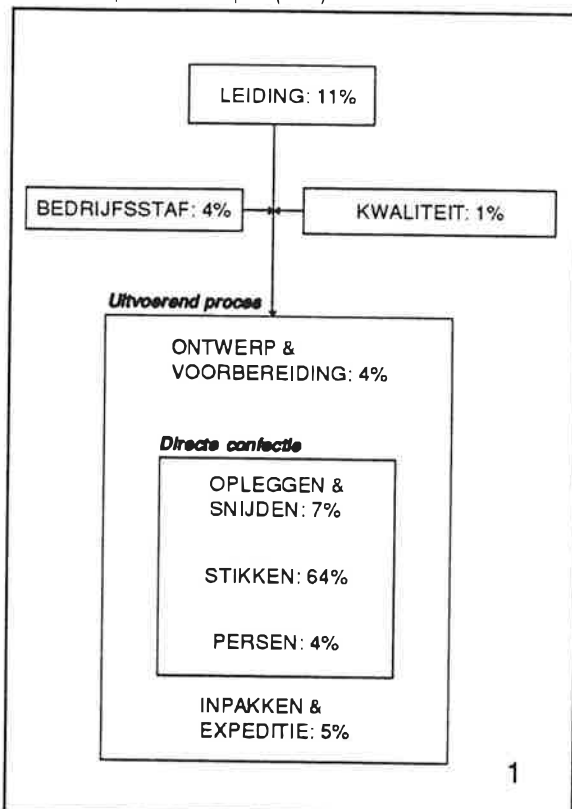 LEIDING: 11%
BEDRIJFSSTAF: 4%
KWALITEIT: 1%
Uitvoerend proces
ONTWERP &
VOORBEREIDING: 4%
Directe confectie
OPLEGGEN &
SNIJDEN: 7%
STIKKEN: 64%
PERSEN: 4%
INPAKKEN &
EXPEDITIE: 5%
1